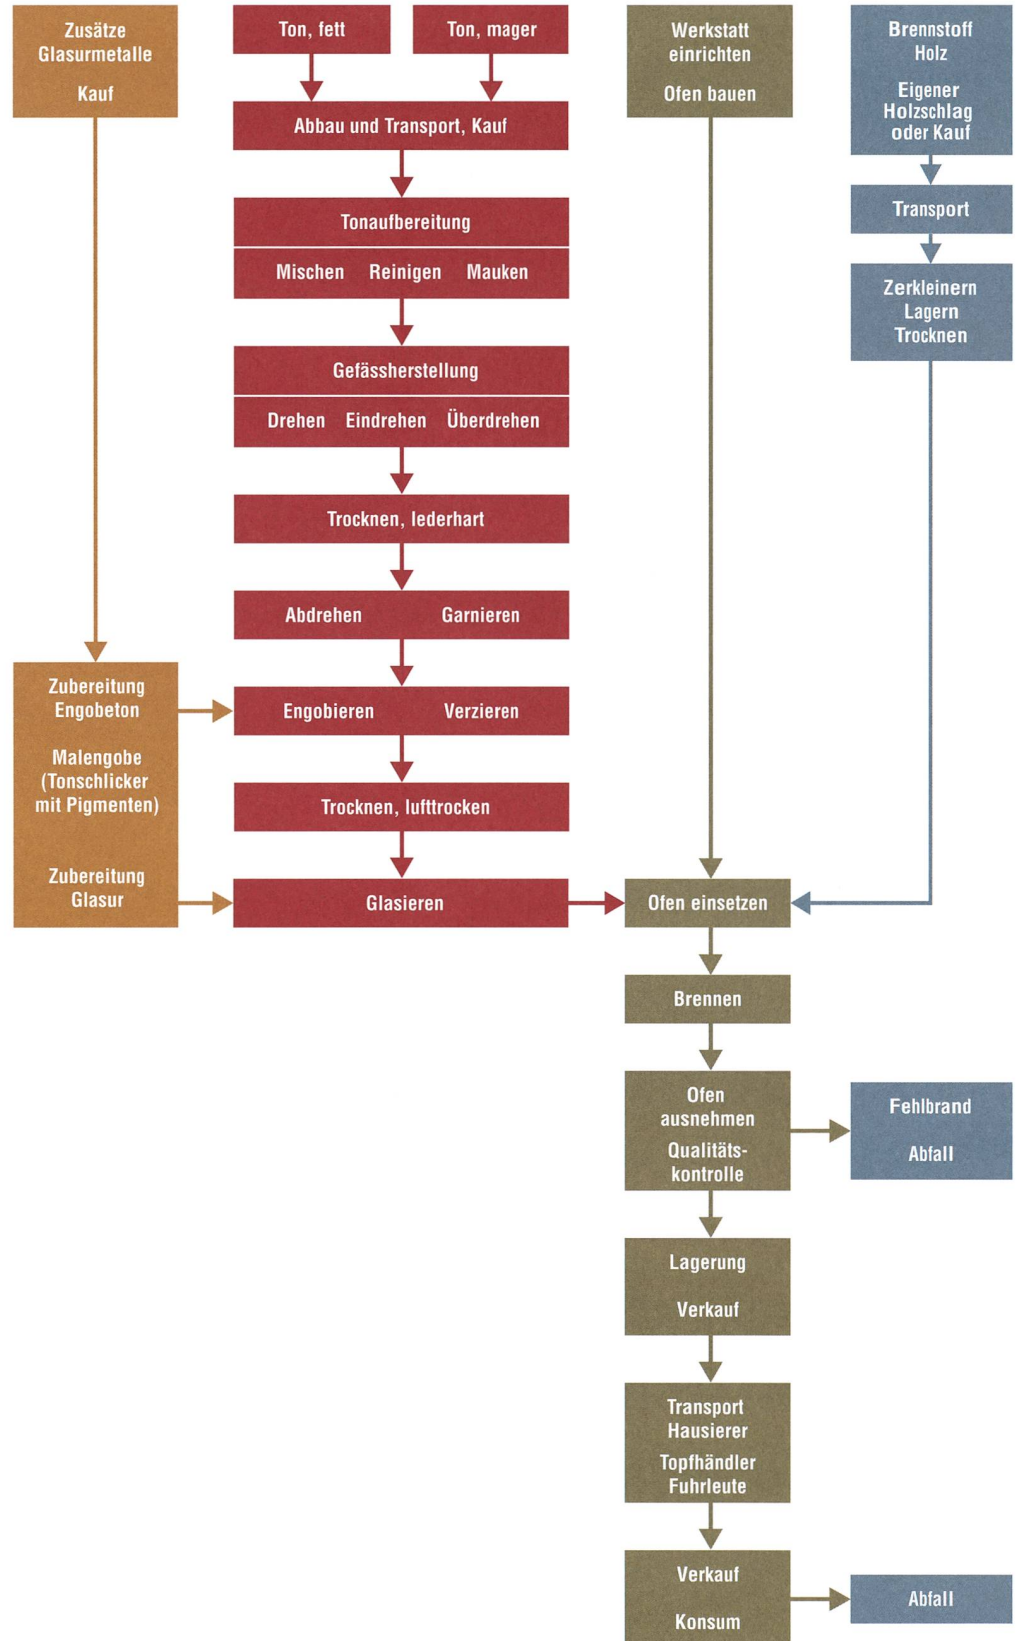 Zusätze
Glasurmetalle
Kauf
Ton, fett
Ton, mager
Abbau und Transport, Kauf
Tonaufbereitung
Mischen Reinigen Mauken
Gefässherstellung
Drehen Eindrehen Überdrehen
Trocknen, lederhart
Abdrehen Garnieren
Zubereitung
Engobeton
Malengobe
(Tonschlicker
mit Pigmenten)
Zubereitung
Glasur
Engobieren Verzieren
Trocknen, lufttrocken
Glasieren
Werkstatt
einrichten
Ofen bauen
Brennstoff
Holz
Eigener
Holzschlag
oder Kauf
Transport
Zerkleinern
Lagern
Trocknen
Ofen einsetzen
Brennen
Ofen
ausnehmen
Qualitäts-
kontrolle
Fehlbrand
Abfall
Lagerung
Verkauf
Transport
Hausierer
Topfhändler
Fuhrleute
Verkauf
Konsum
Abfall